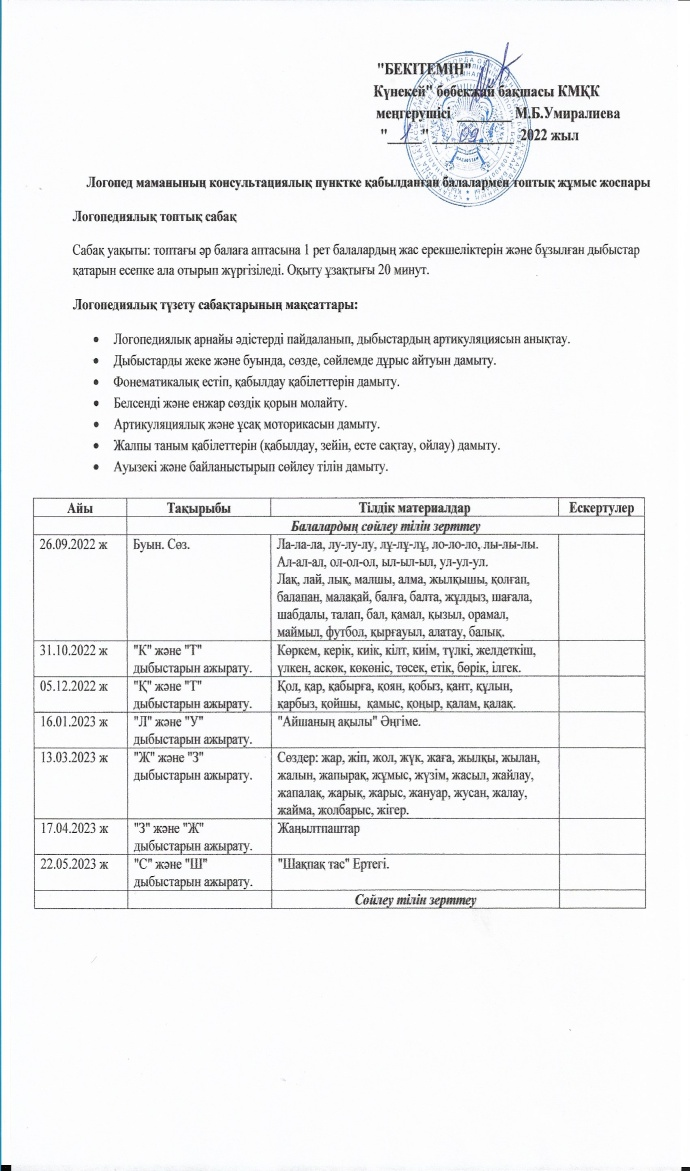 "БЕКІТЕМІН"
Күнекей" бөбекжай бақшасы КМҚК
меңгерушісі ________ М.Б.Умиралиева
"__1__" __09.__ 2022 жыл
Логопед маманының консультациялық пунктке қабылданған балалармен топтық жұмыс жоспары
Логопедиялық топтық сабақ
Сабақ уақыты: топтағы әр балаға аптасына 1 рет балалардың жас ерекшеліктерін және бұзылған дыбыстар
қатарын есепке ала отырып жүргізіледі. Оқыту ұзақтығы 20 минут.
Логопедиялық түзету сабақтарының мақсаттары:
• Логопедиялық арнайы әдістерді пайдаланып, дыбыстардың артикуляциясын анықтау.
• Дыбыстарды жеке және буында, сөзде, сөйлемде дұрыс айтуын дамыту.
• Фонематикалық естіп, қабылдау қабілеттерін дамыту.
• Белсенді және енжар сөздік қорын молайту.
• Артикуляциялық және ұсақ моторикасын дамыту.
• Жалпы таным қабілеттерін (қабылдау, зейін, есте сақтау, ойлау) дамыту.
• Ауызекі және байланыстырып сөйлеу тілін дамыту.
Айы Тақырыбы Тілдік материалдар Ескертулер
Балалардың сөйлеу тілін зерттеу
26.09.2022 ж Буын. Сөз. Ла-ла-ла, лу-лу-лу, лұ-лұ-лұ, ло-ло-ло, лы-лы-лы.
Ал-ал-ал, ол-ол-ол, ыл-ыл-ыл, ул-ул-ул.
Лақ, лай, лық, малшы, алма, жылқышы, қолғап,
балапан, малақай, балға, балта, жұлдыз, шағала,
шабдалы, талап, бал, қамал, қызыл, орамал,
маймыл, футбол, қырғауыл, алатау, балық.
31.10.2022 ж "К" және "Т" Көркем, керік, киік, кілт, киім, түлкі, желдеткіш,
дыбыстарын ажырату. үлкен, аскөк, көкөніс, төсек, етік, бөрік, ілгек.
05.12.2022 ж "Қ" және "Т" Қол, қар, қабырға, қоян, қобыз, қант, құлын,
дыбыстарын ажырату. қарбыз, қойшы, қамыс, қоңыр, қалам, қалақ.
16.01.2023 ж "Л" және "У" "Айшаның ақылы" Әңгіме.
дыбыстарын ажырату.
13.03.2023 ж "Ж" және "З" Сөздер: жар, жіп, жол, жүк, жаға, жылқы, жылан,
дыбыстарын ажырату. жалын, жапырақ, жұмыс, жүзім, жасыл, жайлау,
жапалақ, жарық, жарыс, жануар, жусан, жалау,
жайма, жолбарыс, жігер.
17.04.2023 ж "З" және "Ж" Жаңылтпаштар
дыбыстарын ажырату.
22.05.2023 ж "С" және "Ш" "Шақпақ тас" Ертегі.
дыбыстарын ажырату.
Сөйлеу тілін зерттеу